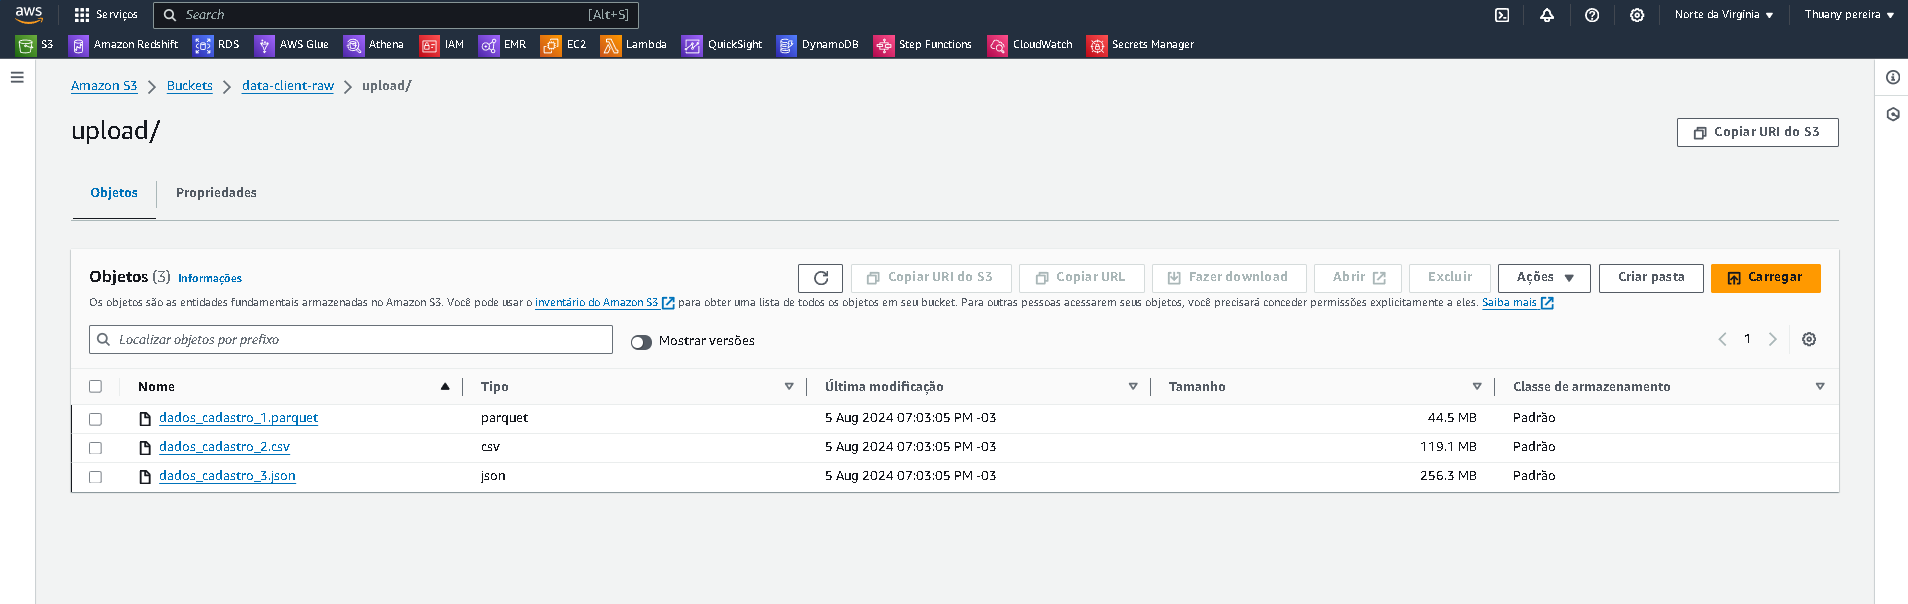 aws Serviços Search [Alt+S] Norte da Virgínia Thuany pereira
S3 Amazon Redshift RDS AWS Glue Athena IAM EMR EC2 Lambda QuickSight DynamoDB Step Functions CloudWatch Secrets Manager
Amazon S3 Buckets data-client-raw upload/
upload/ Copiar URI do S3
Objetos Propriedades
Objetos (3) Informações Copiar URI do S3 Copiar URL Fazer download Abrir Excluir Ações Criar pasta Carregar
Os objetos são as entidades fundamentais armazenadas no Amazon S3. Você pode usar o inventário do Amazon S3 para obter uma lista de todos os objetos em seu bucket. Para outras pessoas acessarem seus objetos, você precisará conceder permissões explicitamente a eles. Saiba mais
Localizar objetos por prefixo Mostrar versões 1
Nome Tipo Última modificação Tamanho Classe de armazenamento
dados_cadastro_1.parquet parquet 5 Aug 2024 07:03:05 PM -03 44.5 MB Padrão
dados_cadastro_2.csv csv 5 Aug 2024 07:03:05 PM -03 119.1 MB Padrão
dados_cadastro_3.json json 5 Aug 2024 07:03:05 PM -03 256.3 MB Padrão